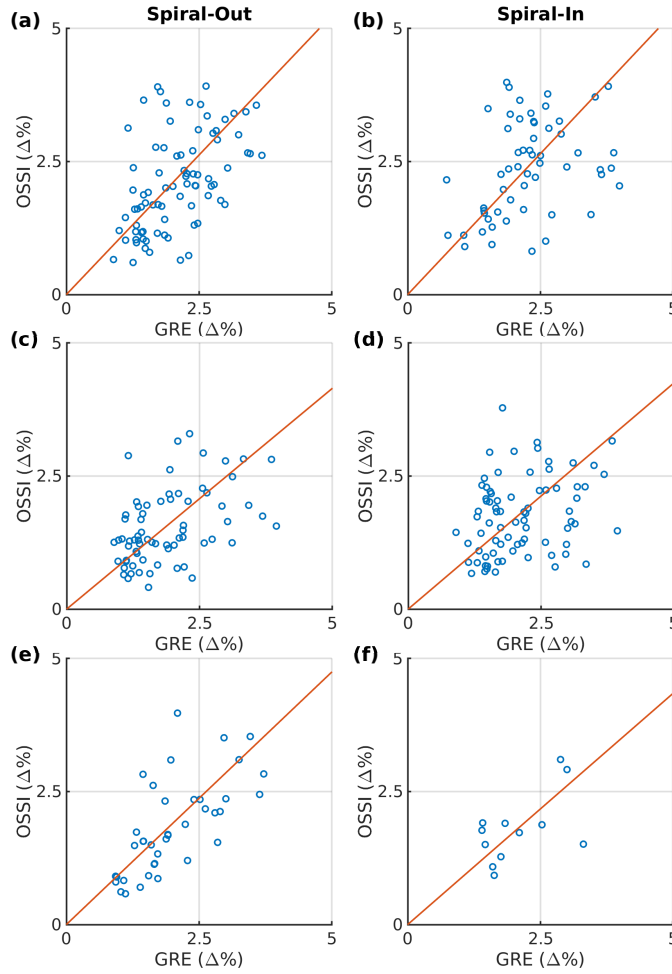 (a) Spiral-Out (b) Spiral-In
5 5
OSSI (Δ%) 2.5 OSSI (Δ%) 2.5
0 0
0 2.5 5 0 2.5 5
GRE (Δ%) GRE (Δ%)
(c) (d)
5 5
OSSI (Δ%) 2.5 OSSI (Δ%) 2.5
0 0
0 2.5 5 0 2.5 5
GRE (Δ%) GRE (Δ%)
(e) (f)
5 5
OSSI (Δ%) 2.5 OSSI (Δ%) 2.5
0 0
0 2.5 5 0 2.5 5
GRE (Δ%) GRE (Δ%)